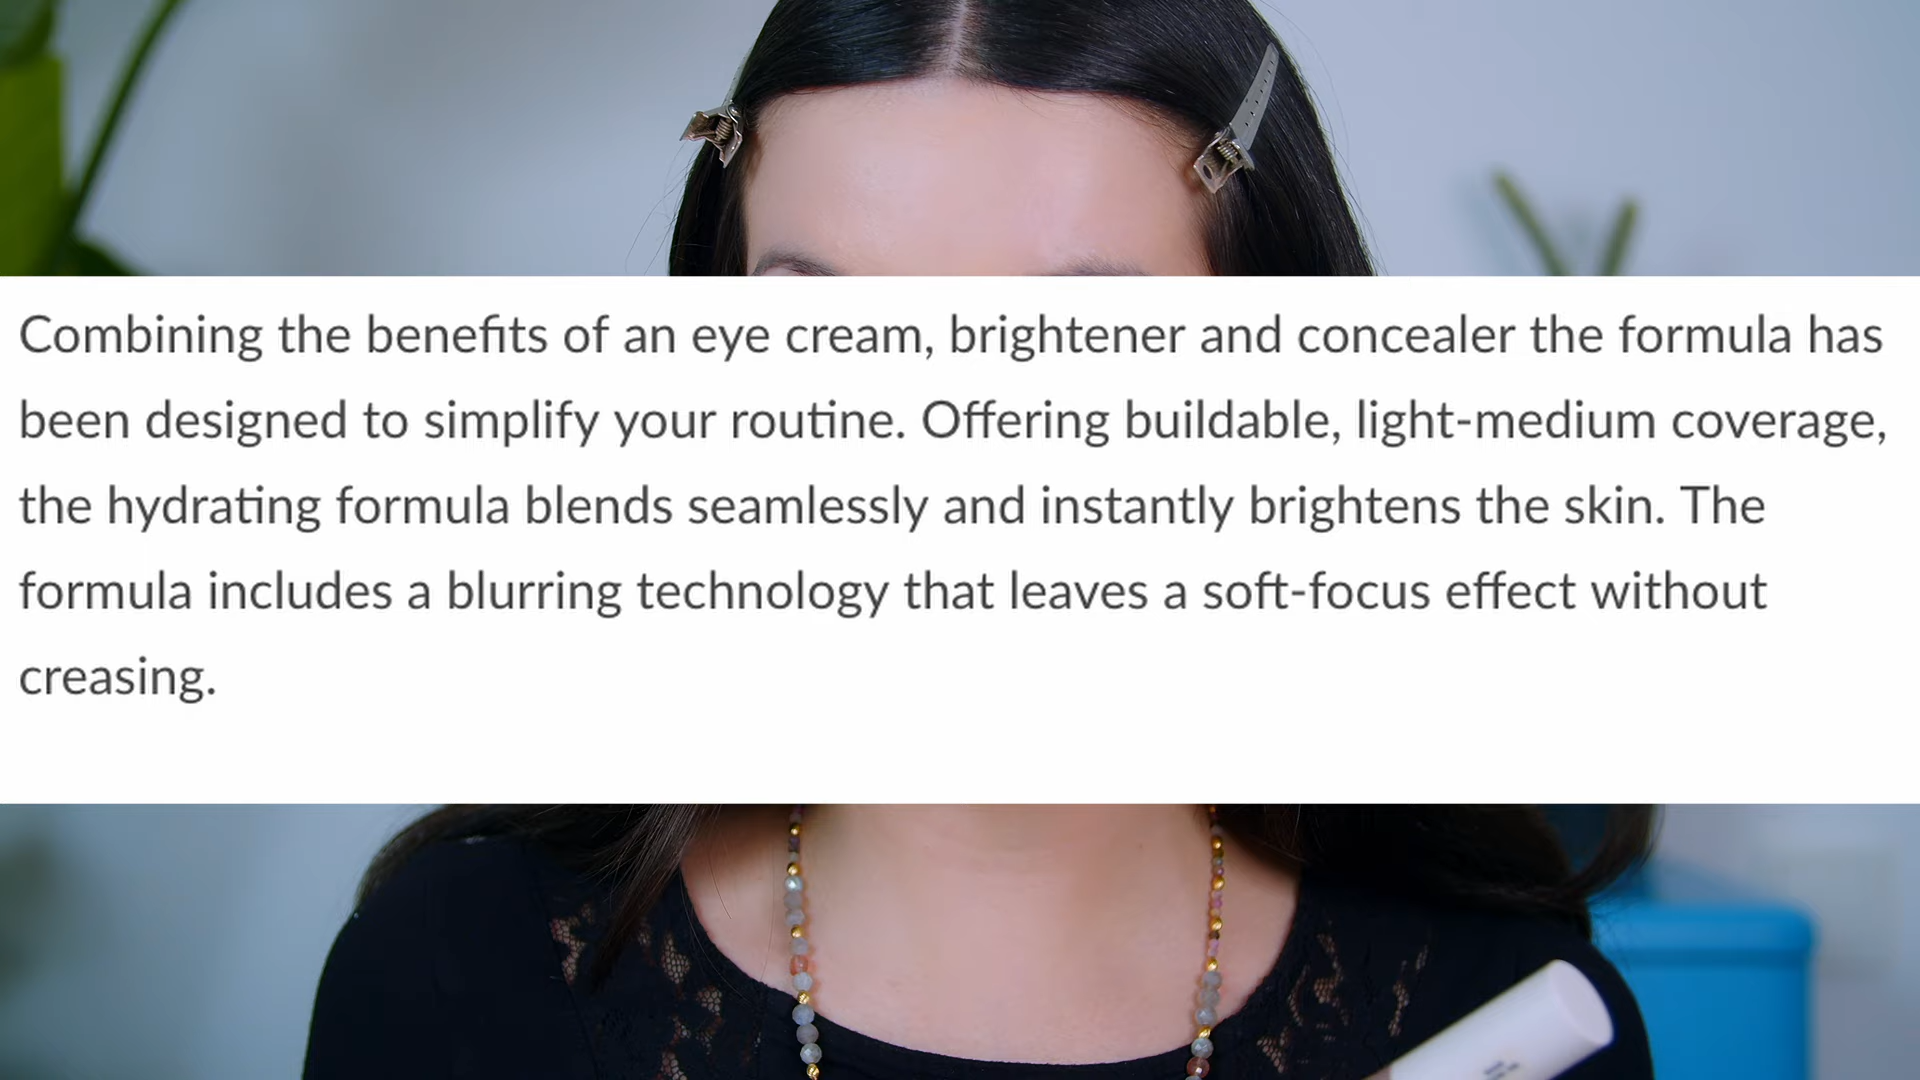 Combining the benefits of an eye cream, brightener and concealer the formula has
been designed to simplify your routine. Offering buildable, light-medium coverage,
the hydrating formula blends seamlessly and instantly brightens the skin. The
formula includes a blurring technology that leaves a soft-focus effect without
creasing.